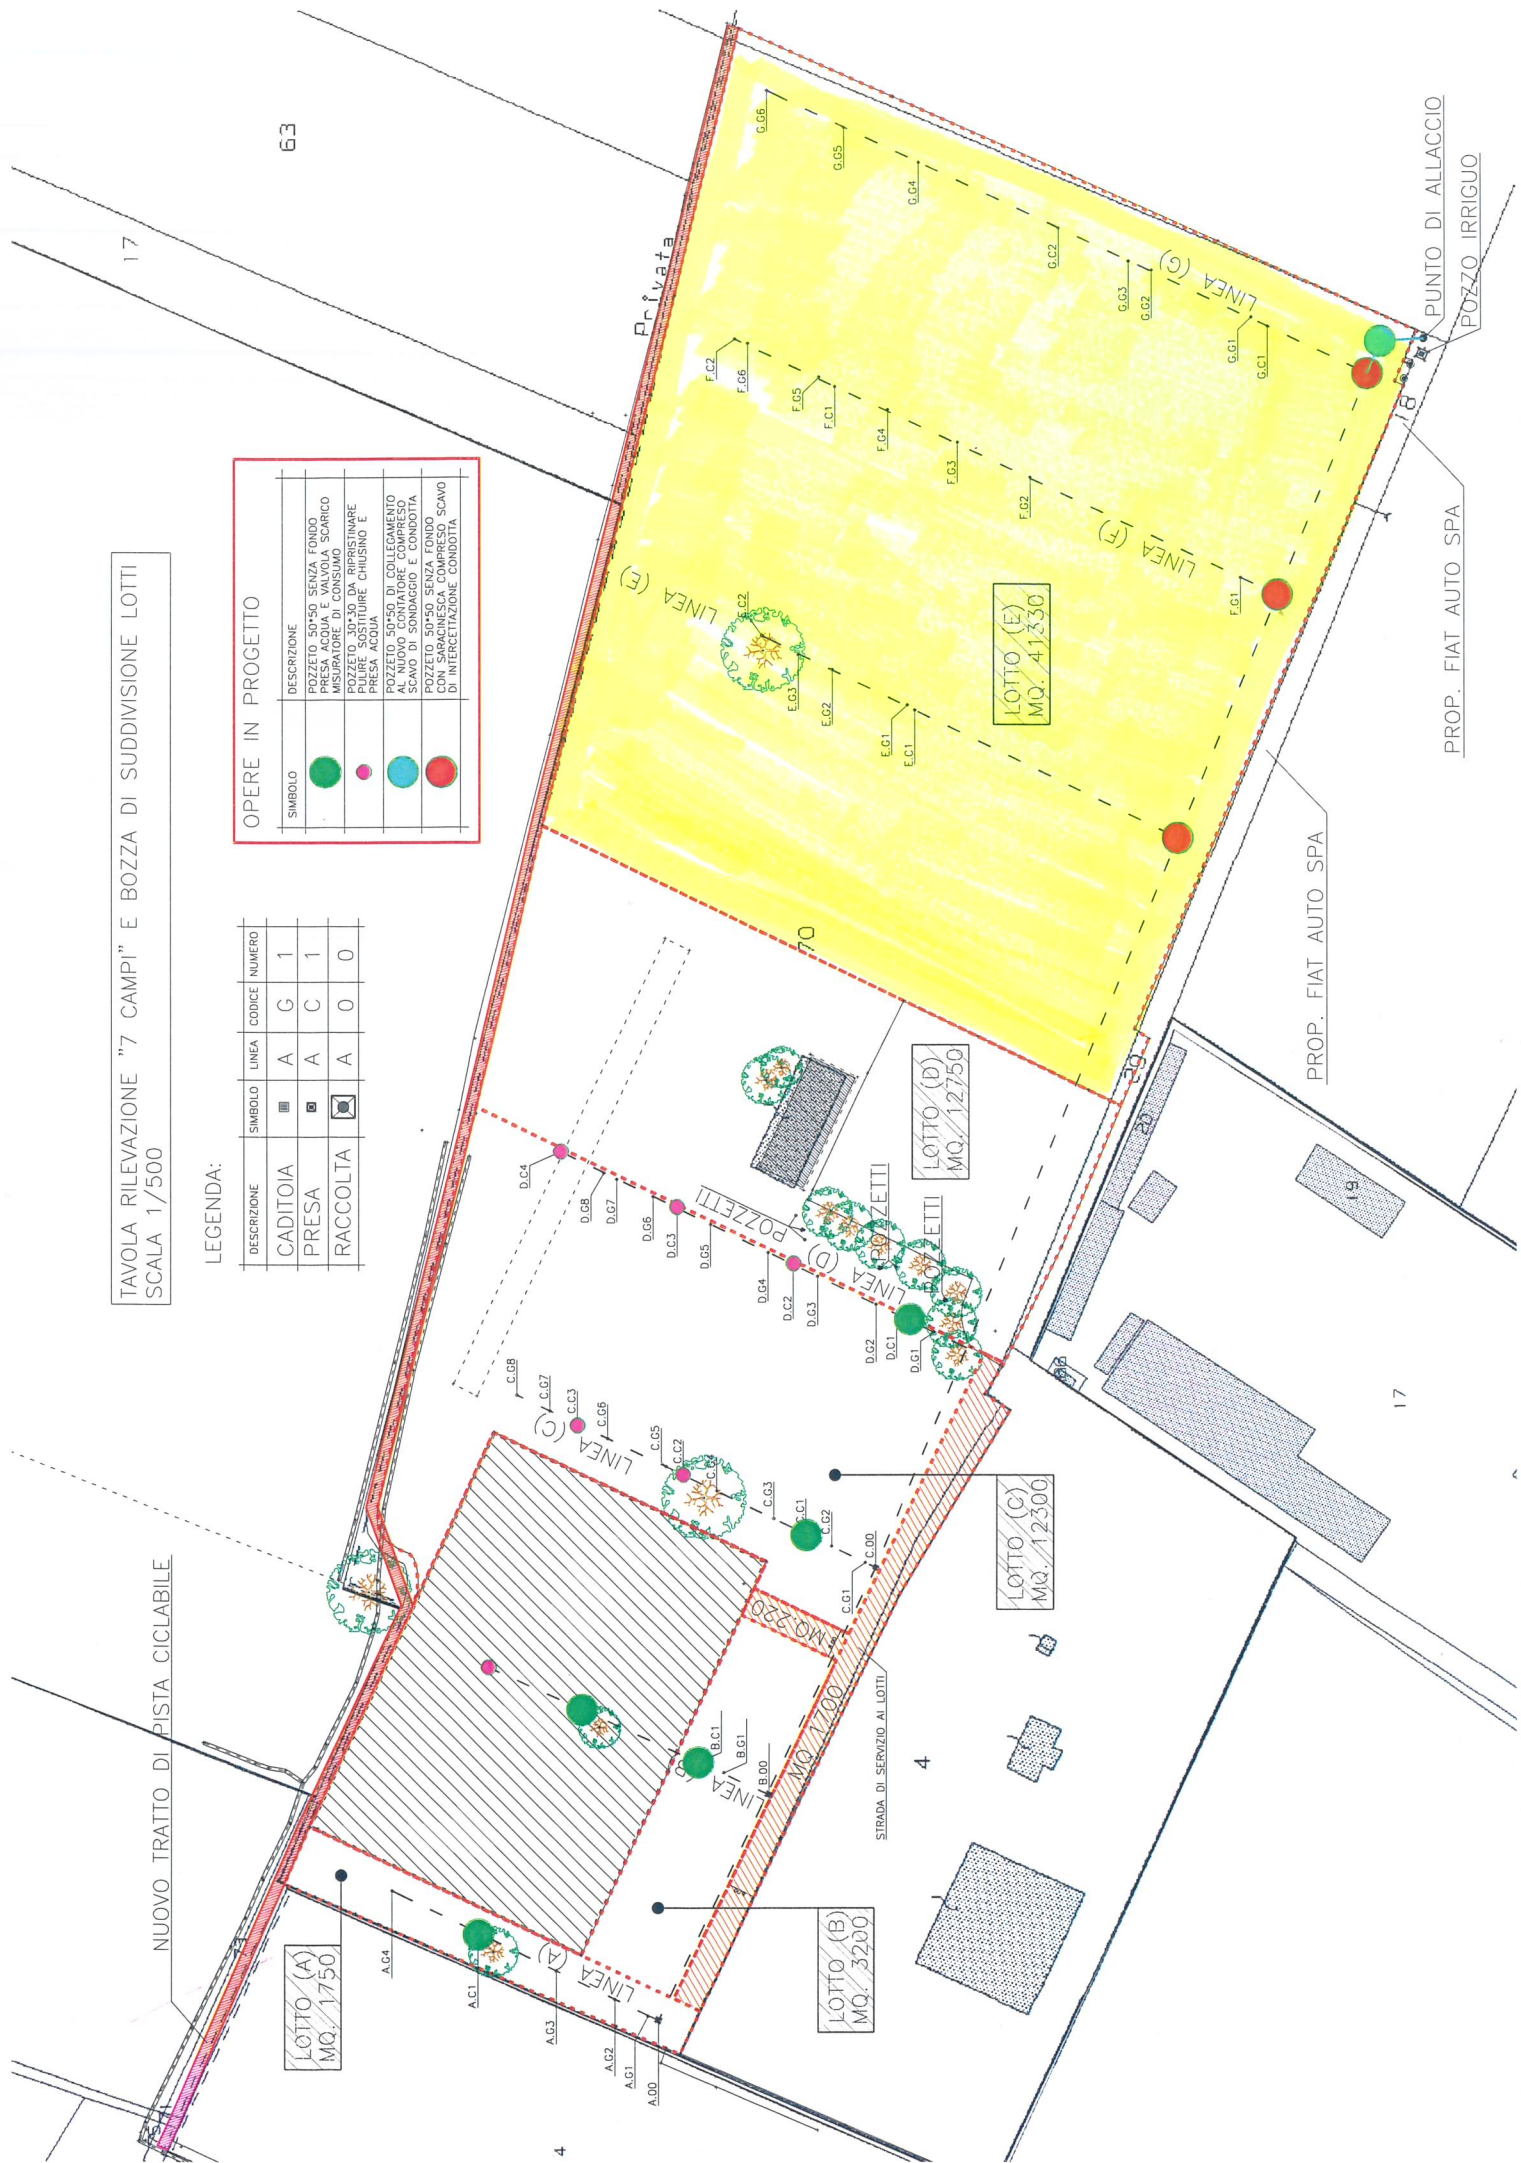 TAVOLA RILEVAZIONE "7 CAMPI" E BOZZA DI SUDDIVISIONE LOTTI
SCALA 1/500
LEGENDA:
DESCRIZIONE SIMBOLO LINEA CODICE NUMERO
CADITOIA A G 1
PRESA A C 1
RACCOLTA A 0 0
OPERE IN PROGETTO
SIMBOLO DESCRIZIONE
POZZETO 50*50 SENZA FONDO
PRESA ACQUA E VALVOLA SCARICO
MISURATORE DI CONSUMO
POZZETO 30*30 DA RIPRISTINARE
PULIRE SOSTITUIRE CHIUSINO E
PRESA ACQUA
POZZETO 50*50 DI COLLEGAMENTO
AL NUOVO CONTATORE COMPRESO
SCAVO DI SONDAGGIO E CONDOTTA
POZZETO 50*50 SENZA FONDO
CON SARACINESCA COMPRESO SCAVO
DI INTERCETTAZIONE CONDOTTA
17
63
NUOVO TRATTO DI PISTA CICLABILE
Privata
LOTTO (A)
MQ. 1750
A.G4
A.C1
A.G3
LINEA (A)
A.G2
A.G1
A.00
LOTTO (B)
MQ. 3200
B.C1
B.G1
LINEA
B.00
MQ. 1700
MQ.220
STRADA DI SERVIZIO AI LOTTI
LOTTO (C)
MQ. 12300
C.G8
C.G7
C.C3
C.G6
LINEA (C)
C.G5
C.C2
C.G4
C.G3
C.C1
C.G2
C.00
C.G1
LOTTO (D)
MQ. 12750
D.C4
D.G8
D.G7
D.G6
D.C3
D.G5
D.G4
D.C2
D.G3
D.G2
D.C1
D.G1
LINEA (D)
POZZETTI
POZZETTI
POZZETTI
70
LOTTO (E)
MQ. 41330
LINEA (E)
E.C2
E.G3
E.G2
E.G1
E.C1
F.C2
F.G6
F.G5
F.C1
F.G4
F.G3
F.G2
LINEA (F)
F.G1
G.G6
G.G5
G.G4
G.C2
G.G3
G.G2
LINEA (G)
G.G1
G.C1
PUNTO DI ALLACCIO
POZZO IRRIGUO
18
PROP. FIAT AUTO SPA
PROP. FIAT AUTO SPA
20
19
17
4
4